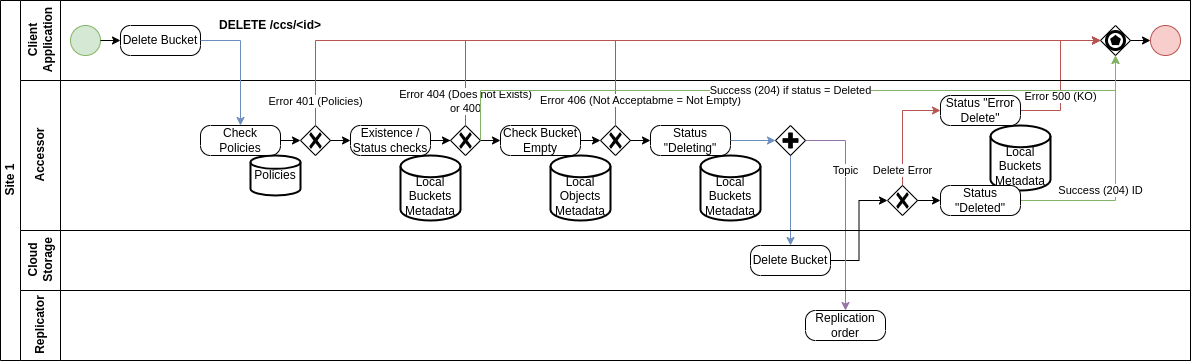 DELETE /ccs/<id>
Site 1
Client
Application
Delete Bucket
Accessor
Error 401 (Policies)
Error 404 (Does not Exists)
or 400
Error 406 (Not Acceptabme = Not Empty)
Success (204) if status = Deleted
Error 500 (KO)
Check
Policies
Policies
Existence /
Status checks
Local
Buckets
Metadata
Check Bucket
Empty
Local
Objects
Metadata
Status
"Deleting"
Local
Buckets
Metadata
Topic
Delete Error
Status "Error
Delete"
Local
Buckets
Metadata
Status
"Deleted"
Success (204) ID
Cloud
Storage
Delete Bucket
Replicator
Replication
order